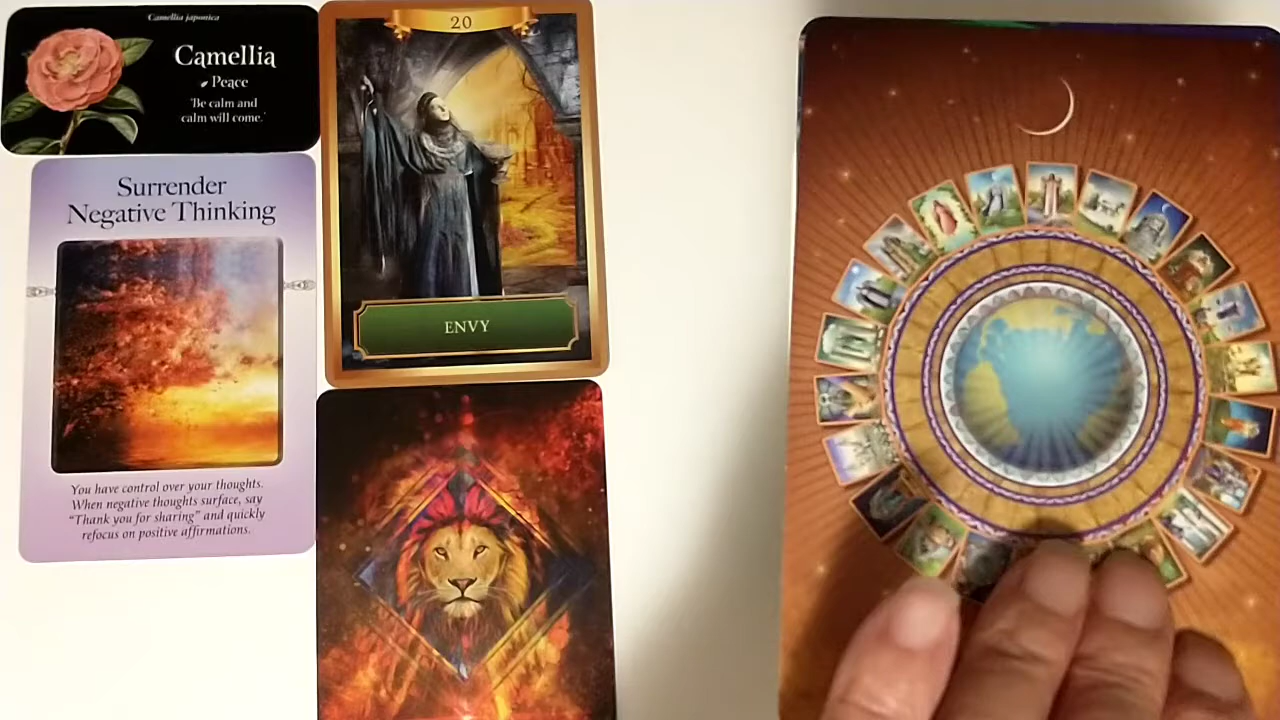 Camellia japonica
Camellia
Peace
'Be calm and
calm will come.'
Surrender
Negative Thinking
You have control over your thoughts.
When negative thoughts surface, say
"Thank you for sharing" and quickly
refocus on positive affirmations.
20
ENVY